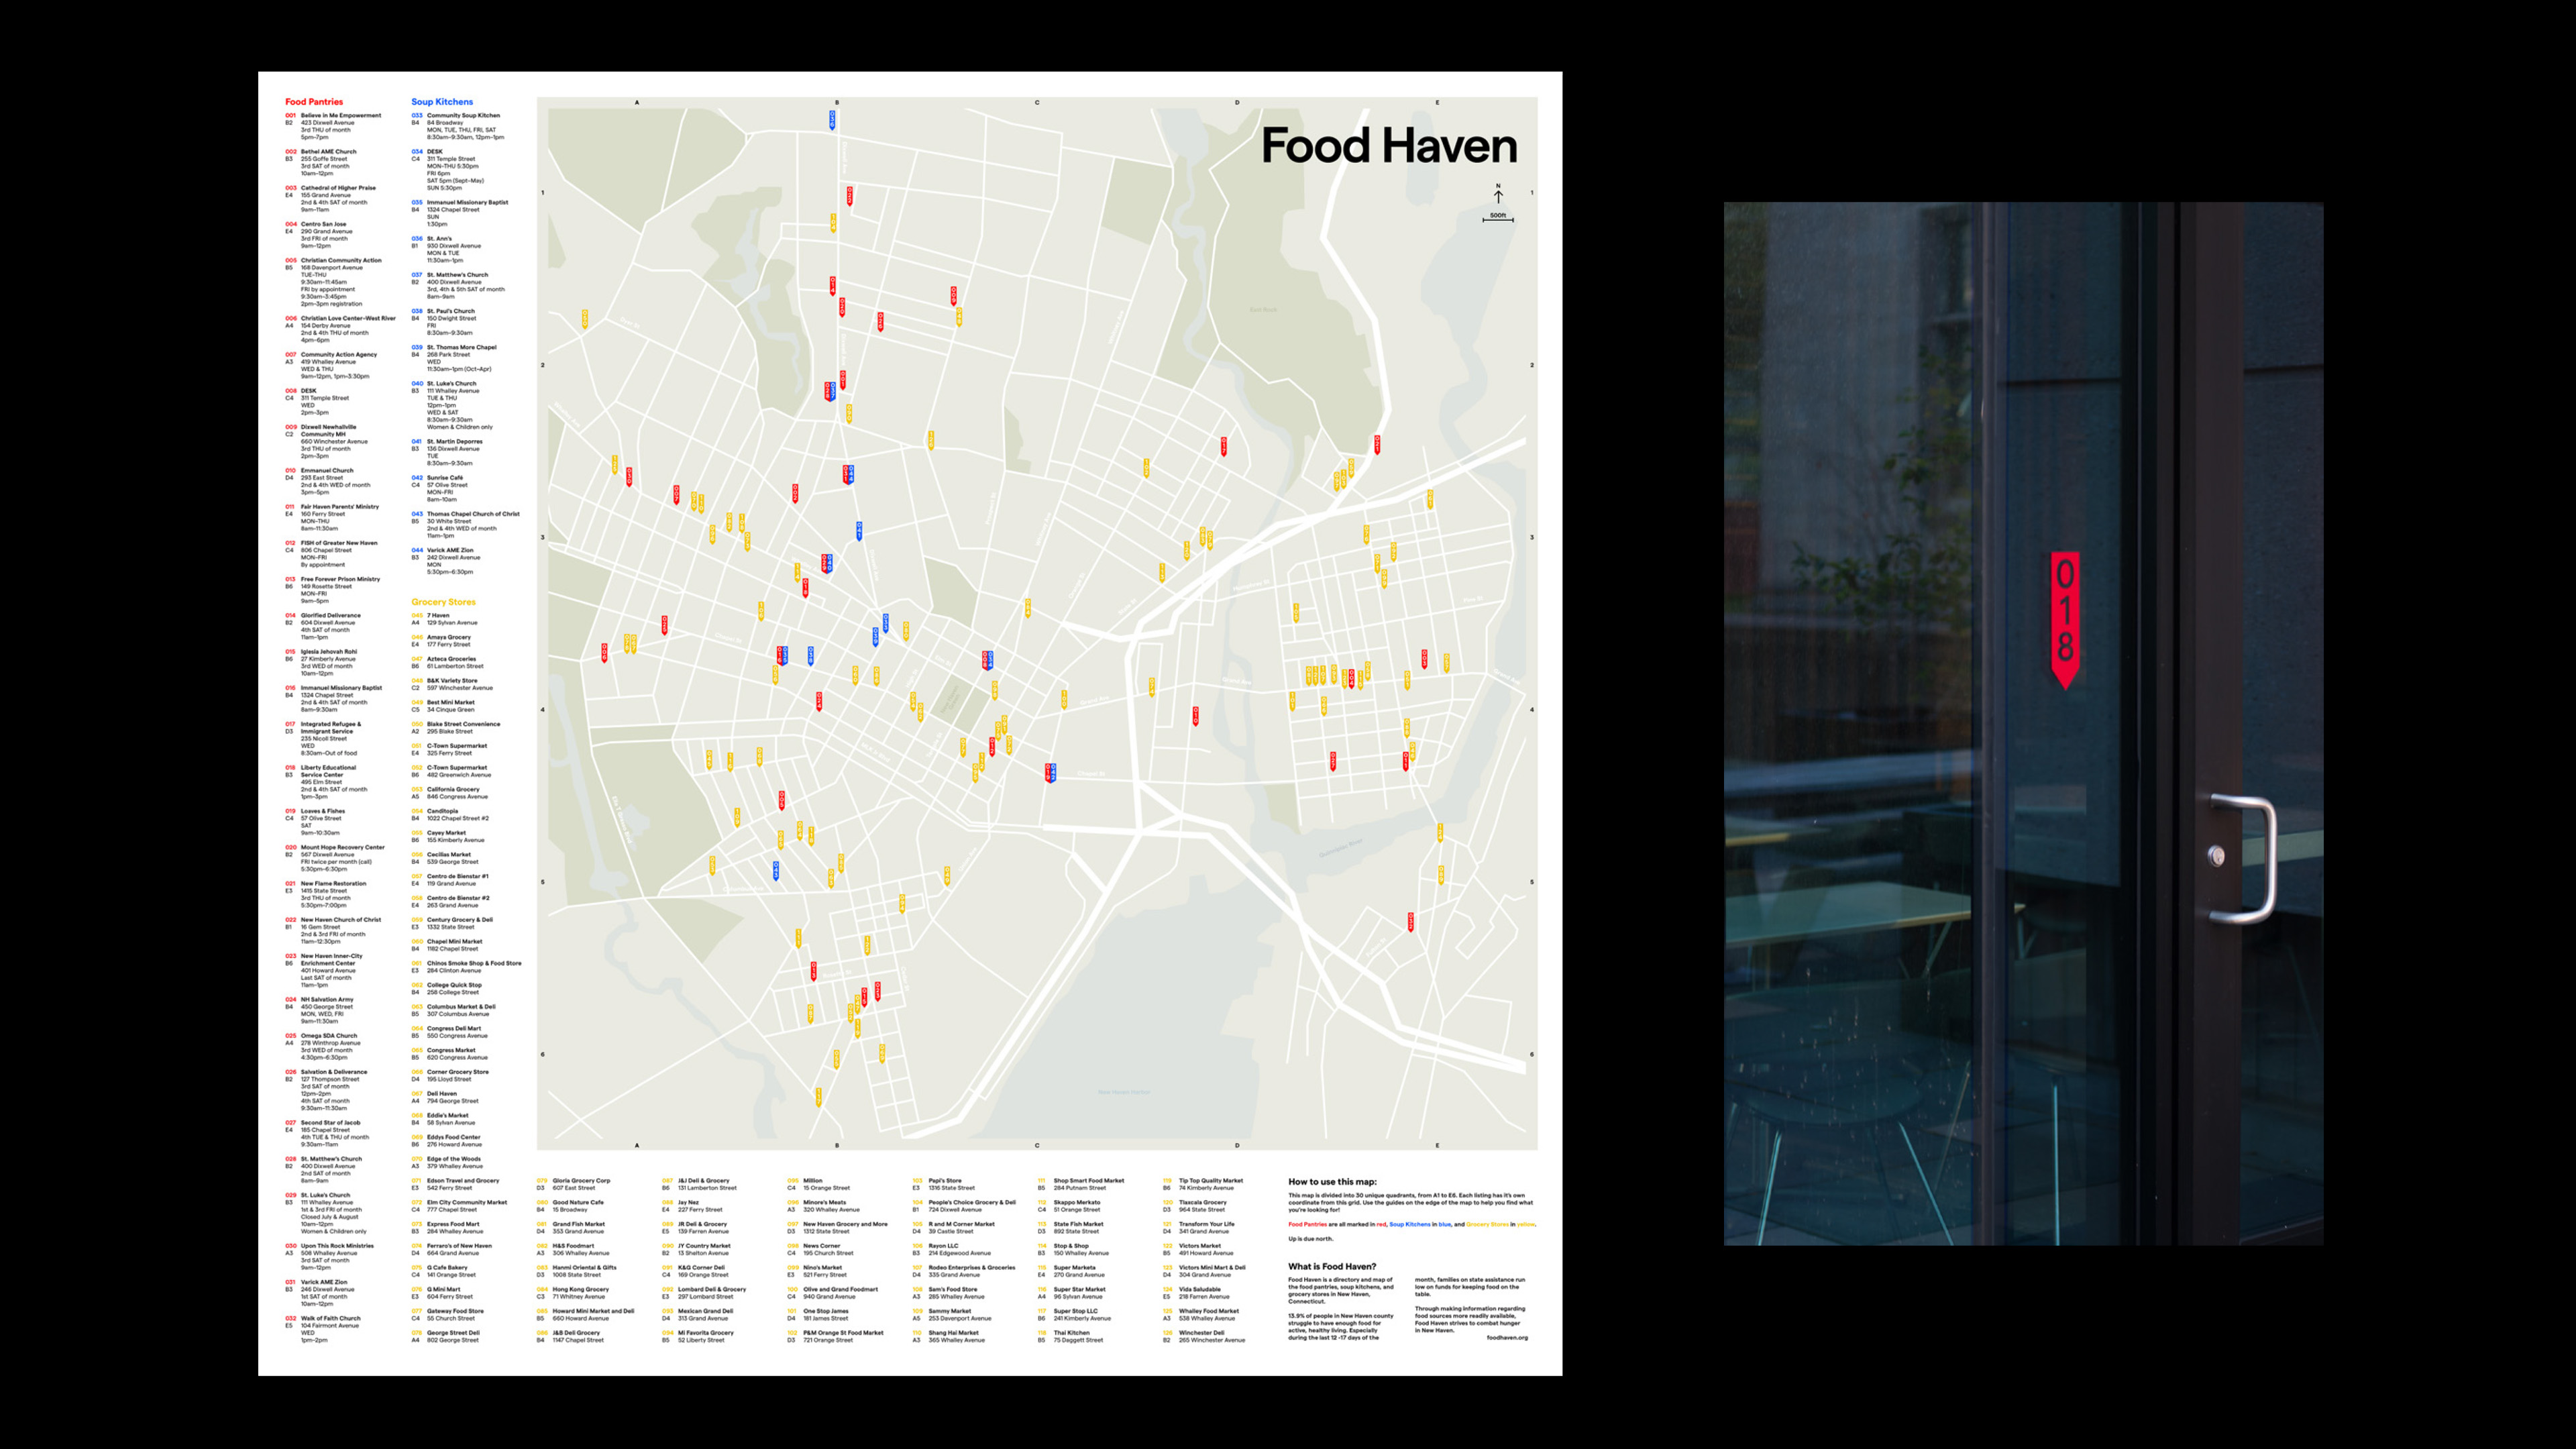 Food Pantries
001 Believe in Me Empowerment
B2 423 Dixwell Avenue
3rd THU of month
5pm–7pm
002 Bethel AME Church
B3 255 Goffe Street
3rd SAT of month
10am–12pm
003 Cathedral of Higher Praise
E4 155 Grand Avenue
2nd & 4th SAT of month
9am–11am
004 Centro San Jose
E4 290 Grand Avenue
3rd FRI of month
9am–12pm
005 Christian Community Action
B5 168 Davenport Avenue
TUE-THU
9:30am–11:45am
FRI by appointment
9:30am–3:45pm
2pm–3pm registration
006 Christian Love Center–West River
A4 154 Derby Avenue
2nd & 4th THU of month
4pm–6pm
007 Community Action Agency
A3 419 Whalley Avenue
WED & THU
9am–12pm, 1pm–3:30pm
008 DESK
C4 311 Temple Street
WED
2pm–3pm
009 Dixwell Newhallville
C2 Community MH
660 Winchester Avenue
3rd THU of month
2pm–3pm
010 Emmanuel Church
D4 293 East Street
2nd & 4th WED of month
3pm–5pm
011 Fair Haven Parents' Ministry
E4 160 Ferry Street
MON–THU
8am–11:30am
012 FISH of Greater New Haven
C4 806 Chapel Street
MON–FRI
By appointment
013 Free Forever Prison Ministry
B6 149 Rosette Street
MON–FRI
9am–5pm
014 Glorified Deliverance
B2 604 Dixwell Avenue
4th SAT of month
11am–1pm
015 Iglesia Jehovah Rohi
B6 27 Kimberly Avenue
3rd WED of month
10am–12pm
016 Immanuel Missionary Baptist
B4 1324 Chapel Street
2nd & 4th SAT of month
8am–9:30am
017 Integrated Refugee &
D3 Immigrant Service
235 Nicoll Street
WED
8:30am–Out of food
018 Liberty Educational
B3 Service Center
495 Elm Street
2nd & 4th SAT of month
1pm–3pm
019 Loaves & Fishes
C4 57 Olive Street
SAT
9am–10:30am
020 Mount Hope Recovery Center
B2 567 Dixwell Avenue
FRI twice per month (call)
5:30pm–6:30pm
021 New Flame Restoration
E3 1415 State Street
3rd THU of month
5:30pm–7:00pm
022 New Haven Church of Christ
B1 16 Gem Street
2nd & 3rd FRI of month
11am–12:30pm
023 New Haven Inner-City
B6 Enrichment Center
401 Howard Avenue
Last SAT of month
11am–1pm
024 NH Salvation Army
B4 450 George Street
MON, WED, FRI
9am–11:30am
025 Omega SDA Church
A4 278 Winthrop Avenue
3rd WED of month
4:30pm–6:30pm
026 Salvation & Deliverance
B2 127 Thompson Street
3rd SAT of month
12pm–2pm
4th SAT of month
9:30am–11:30am
027 Second Star of Jacob
E4 185 Chapel Street
4th TUE & THU of month
9:30am–11am
028 St. Matthew's Church
B2 400 Dixwell Avenue
2nd SAT of month
8am–9am
029 St. Luke's Church
B3 111 Whalley Avenue
1st & 3rd FRI of month
Closed July & August
10am–12pm
Women & Children only
030 Upon This Rock Ministries
A3 508 Whalley Avenue
3rd SAT of month
9am–12pm
031 Varick AME Zion
B3 246 Dixwell Avenue
1st SAT of month
10am–12pm
032 Walk of Faith Church
E5 104 Fairmont Avenue
WED
1pm–2pm
Soup Kitchens
033 Community Soup Kitchen
B4 84 Broadway
MON, TUE, THU, FRI, SAT
8:30am–9:30am, 12pm–1pm
034 DESK
C4 311 Temple Street
MON–THU 5:30pm
FRI 6pm
SAT 5pm (Sept–May)
SUN 5:30pm
035 Immanuel Missionary Baptist
B4 1324 Chapel Street
SUN
1:30pm
036 St. Ann's
B1 930 Dixwell Avenue
MON & TUE
11:30am–1pm
037 St. Matthew's Church
B2 400 Dixwell Avenue
3rd, 4th & 5th SAT of month
8am–9am
038 St. Paul's Church
B4 150 Dwight Street
FRI
8:30am–9:30am
039 St. Thomas More Chapel
B4 268 Park Street
WED
11:30am–1pm (Oct–Apr)
040 St. Luke's Church
B3 111 Whalley Avenue
TUE & THU
12pm–1pm
WED & SAT
8:30am–9:30am
Women & Children only
041 St. Martin Deporres
B3 136 Dixwell Avenue
TUE
8:30am–9:30am
042 Sunrise Café
C4 57 Olive Street
MON–FRI
8am–10am
043 Thomas Chapel Church of Christ
B5 30 White Street
2nd & 4th WED of month
11am–1pm
044 Varick AME Zion
B3 242 Dixwell Avenue
MON
5:30pm–6:30pm
Grocery Stores
045 7 Haven
A4 129 Sylvan Avenue
046 Amaya Grocery
E4 177 Ferry Street
047 Azteca Groceries
B6 61 Lamberton Street
048 B&K Variety Store
C2 597 Winchester Avenue
049 Best Mini Market
C5 34 Cinque Green
050 Blake Street Convenience
A2 295 Blake Street
051 C-Town Supermarket
E4 325 Ferry Street
052 C-Town Supermarket
B6 482 Greenwich Avenue
053 California Grocery
A5 846 Congress Avenue
054 Canditopia
B4 1022 Chapel Street #2
055 Cayey Market
B6 155 Kimberly Avenue
056 Cecilias Market
B4 539 George Street
057 Centro de Bienstar #1
E4 119 Grand Avenue
058 Centro de Bienstar #2
E4 263 Grand Avenue
059 Century Grocery & Deli
E3 1332 State Street
060 Chapel Mini Market
B4 1182 Chapel Street
061 Chinos Smoke Shop & Food Store
E3 284 Clinton Avenue
062 College Quick Stop
B4 258 College Street
063 Columbus Market & Deli
B5 307 Columbus Avenue
064 Congress Deli Mart
B5 550 Congress Avenue
065 Congress Market
B5 620 Congress Avenue
066 Corner Grocery Store
D4 195 Lloyd Street
067 Deli Haven
A4 794 George Street
068 Eddie's Market
B4 58 Sylvan Avenue
069 Eddys Food Center
B6 276 Howard Avenue
070 Edge of the Woods
A3 379 Whalley Avenue
071 Edson Travel and Grocery
E3 542 Ferry Street
072 Elm City Community Market
C4 777 Chapel Street
073 Express Food Mart
B3 284 Whalley Avenue
074 Ferraro's of New Haven
D4 664 Grand Avenue
075 G Cafe Bakery
C4 141 Orange Street
076 G Mini Mart
E3 604 Ferry Street
077 Gateway Food Store
C4 55 Church Street
078 George Street Deli
A4 802 George Street
079 Gloria Grocery Corp
D3 607 East Street
080 Good Nature Cafe
B4 15 Broadway
081 Grand Fish Market
D4 353 Grand Avenue
082 H&S Foodmart
A3 306 Whalley Avenue
083 Hanmi Oriental & Gifts
D3 1008 State Street
084 Hong Kong Grocery
C3 71 Whitney Avenue
085 Howard Mini Market and Deli
B5 660 Howard Avenue
086 J&B Deli Grocery
B4 1147 Chapel Street
087 J&J Deli & Grocery
B6 131 Lamberton Street
088 Jay Nez
E4 227 Ferry Street
089 JR Deli & Grocery
E5 139 Farren Avenue
090 JY Country Market
B2 13 Shelton Avenue
091 K&G Corner Deli
C4 169 Orange Street
092 Lombard Deli & Grocery
E3 297 Lombard Street
093 Mexican Grand Deli
D4 313 Grand Avenue
094 Mi Favorita Grocery
B5 52 Liberty Street
095 Million
C4 15 Orange Street
096 Minore's Meats
A3 320 Whalley Avenue
097 New Haven Grocery and More
D3 1312 State Street
098 News Corner
C4 195 Church Street
099 Nino's Market
E3 521 Ferry Street
100 Olive and Grand Foodmart
C4 940 Grand Avenue
101 One Stop James
D4 181 James Street
102 P&M Orange St Food Market
D3 721 Orange Street
103 Papi's Store
E3 1316 State Street
104 People's Choice Grocery & Deli
B1 724 Dixwell Avenue
105 R and M Corner Market
D4 39 Castle Street
106 Rayon LLC
B3 214 Edgewood Avenue
107 Rodeo Enterprises & Groceries
D4 335 Grand Avenue
108 Sam's Food Store
A3 285 Whalley Avenue
109 Sammy Market
A5 253 Davenport Avenue
110 Shang Hai Market
A3 365 Whalley Avenue
111 Shop Smart Food Market
B5 284 Putnam Street
112 Skappo Merkato
C4 51 Orange Street
113 State Fish Market
D3 892 State Street
114 Stop & Shop
B3 150 Whalley Avenue
115 Super Marketa
E4 270 Grand Avenue
116 Super Star Market
A4 96 Sylvan Avenue
117 Super Stop LLC
B6 241 Kimberly Avenue
118 Thai Kitchen
B5 75 Daggett Street
119 Tip Top Quality Market
B6 74 Kimberly Avenue
120 Tlaxcala Grocery
D3 964 State Street
121 Transform Your Life
D4 341 Grand Avenue
122 Victors Market
B5 491 Howard Avenue
123 Victors Mini Mart & Deli
D4 304 Grand Avenue
124 Vida Saludable
E5 218 Farren Avenue
125 Whalley Food Market
A3 538 Whalley Avenue
126 Winchester Deli
B2 265 Winchester Avenue
A B C D E
Food Haven
N
500ft
1 1
2 2
3 3
4 4
5 5
6 6
East Rock
Quinnipiac River
New Haven Harbor
A B C D E
How to use this map:
This map is divided into 30 unique quadrants, from A1 to E6. Each listing has it's own
coordinate from this grid. Use the guides on the edge of the map to help you find what
you're looking for!
Food Pantries are all marked in red, Soup Kitchens in blue, and Grocery Stores in yellow.
Up is due north.
What is Food Haven?
Food Haven is a directory and map of
the food pantries, soup kitchens, and
grocery stores in New Haven,
Connecticut.
13.9% of people in New Haven county
struggle to have enough food for
active, healthy living. Especially
during the last 12 -17 days of the
month, families on state assistance run
low on funds for keeping food on the
table.
Through making information regarding
food sources more readily available,
Food Haven strives to combat hunger
in New Haven.
foodhaven.org
018